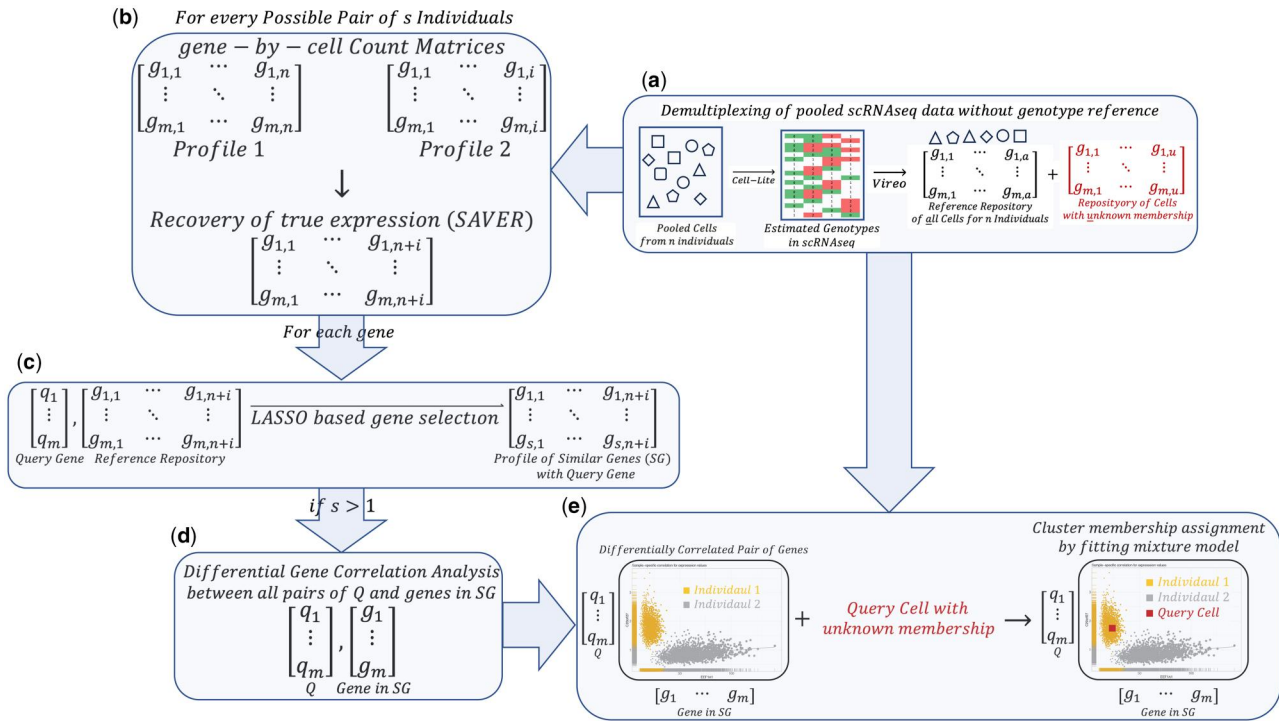 (b)
For every Possible Pair of s Individuals
gene − by − cell Count Matrices
g1,1 ⋯ g1,n
⋮ ⋱ ⋮
gm,1 ⋯ gm,n
Profile 1
g1,1 ⋯ g1,i
⋮ ⋱ ⋮
gm,1 ⋯ gm,i
Profile 2
↓
Recovery of true expression (SAVER)
g1,1 ⋯ g1,n+i
⋮ ⋱ ⋮
gm,1 ⋯ gm,n+i
For each gene
(a)
Demultiplexing of pooled scRNAseq data without genotype reference
Pooled Cells
from n individuals
Cell−Lite
Estimated Genotypes
in scRNAseq
Vireo
g1,1 ⋯ g1,a
⋮ ⋱ ⋮
gm,1 ⋯ gm,a
Reference Repository
of all Cells for n Individuals
+
g1,1 ⋯ g1,u
⋮ ⋱ ⋮
gm,1 ⋯ gm,u
Reposityory of Cells
with unknown membership
(c)
q1
⋮
qm
Query Gene
,
g1,1 ⋯ g1,n+i
⋮ ⋱ ⋮
gm,1 ⋯ gm,n+i
Reference Repository
LASSO based gene selection
g1,1 ⋯ g1,n+i
⋮ ⋱ ⋮
gs,1 ⋯ gs,n+i
Profile of Similar Genes (SG)
with Query Gene
if s > 1
(d)
Differential Gene Correlation Analysis
between all pairs of Q and genes in SG
q1
⋮
qm
Q
,
g1
⋮
gm
Gene in SG
(e)
Differentially Correlated Pair of Genes
q1
⋮
qm
Q
Individaul 1
Individaul 2
[g1 ⋯ gm]
Gene in SG
+
Query Cell with
unknown membership
→
Cluster membership assignment
by fitting mixture model
q1
⋮
qm
Q
Individaul 1
Individaul 2
Query Cell
[g1 ⋯ gm]
Gene in SG